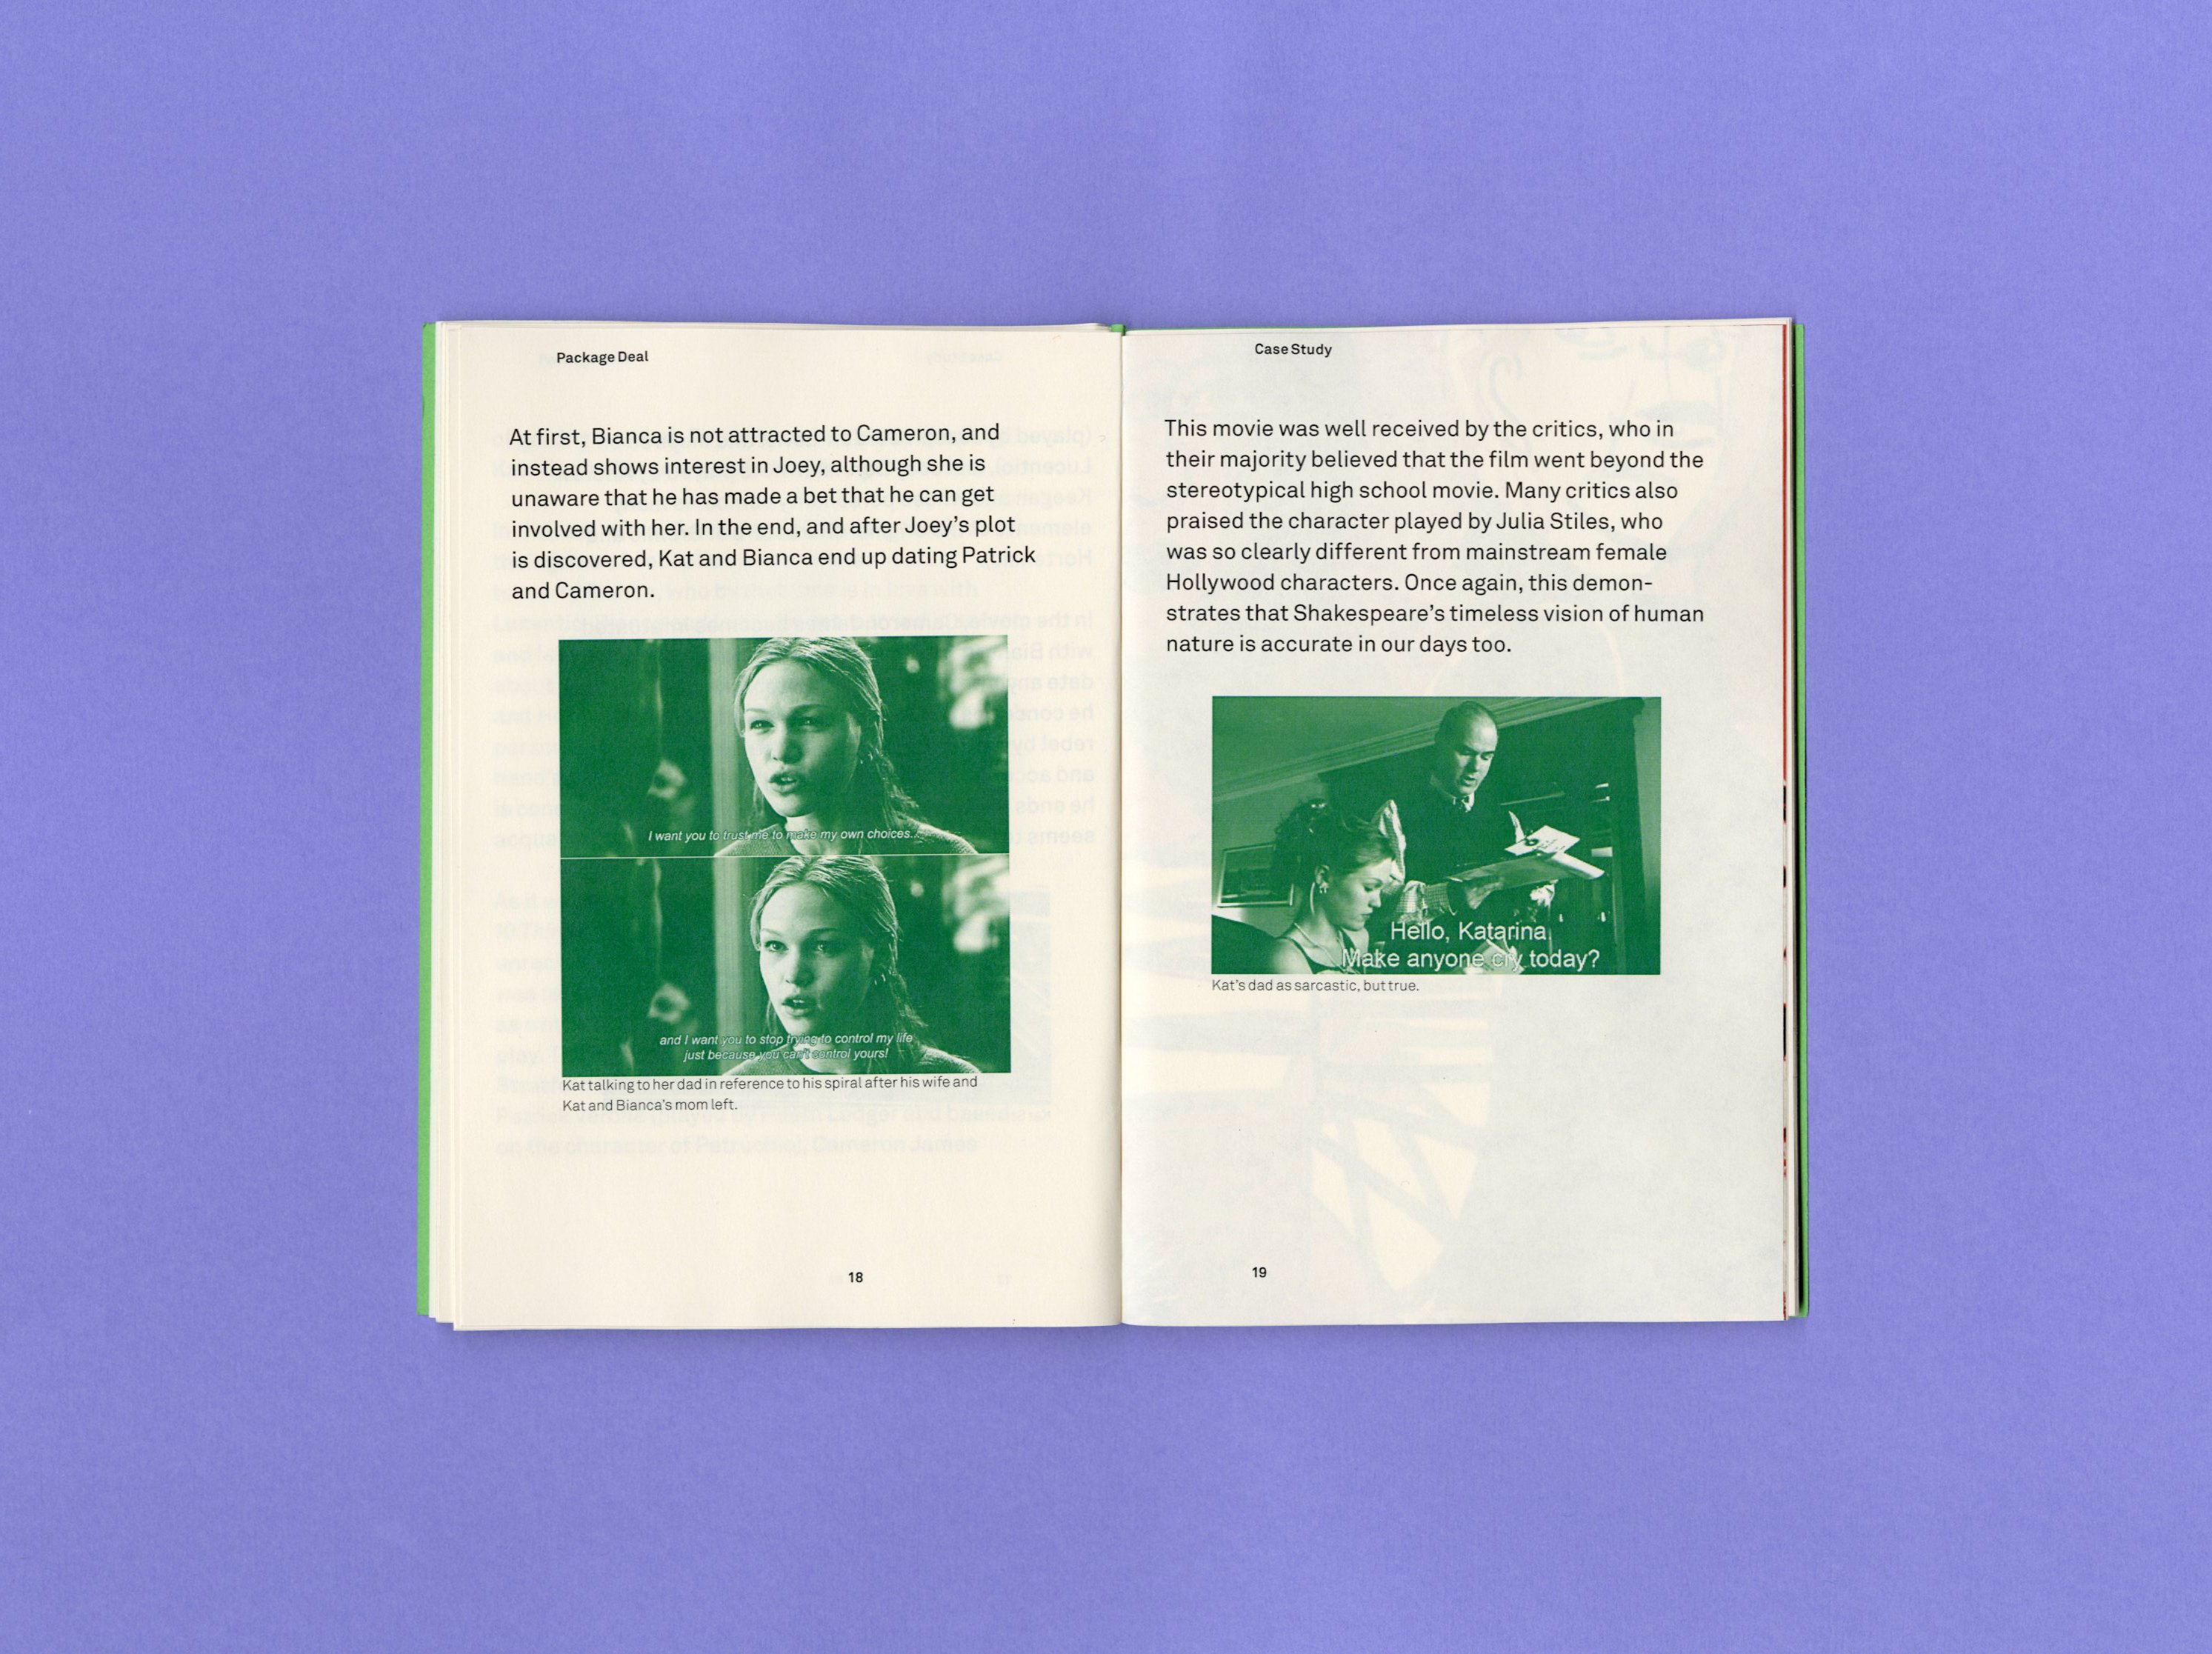 Package Deal
At first, Bianca is not attracted to Cameron, and
instead shows interest in Joey, although she is
unaware that he has made a bet that he can get
involved with her. In the end, and after Joey's plot
is discovered, Kat and Bianca end up dating Patrick
and Cameron.
I want you to trust me to make my own choices...
and I want you to stop trying to control my life
just because you can't control yours!
Kat talking to her dad in reference to his spiral after his wife and
Kat and Bianca's mom left.
18
Case Study
This movie was well received by the critics, who in
their majority believed that the film went beyond the
stereotypical high school movie. Many critics also
praised the character played by Julia Stiles, who
was so clearly different from mainstream female
Hollywood characters. Once again, this demon-
strates that Shakespeare's timeless vision of human
nature is accurate in our days too.
Hello, Katarina.
Make anyone cry today?
Kat's dad as sarcastic, but true.
19